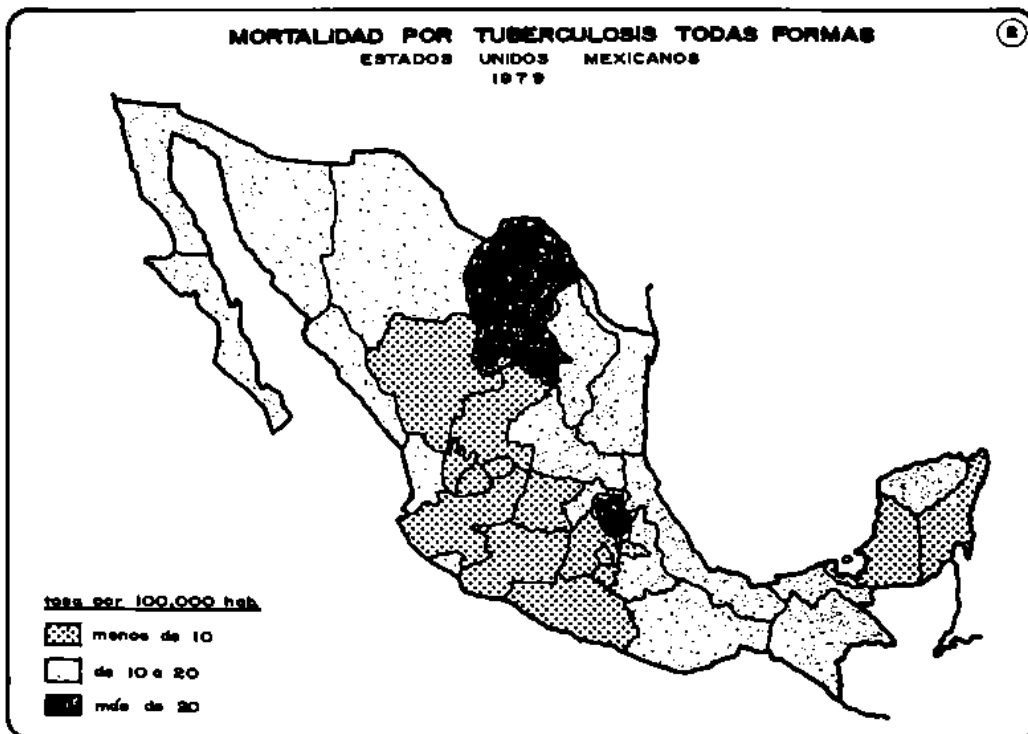 MORTALIDAD POR TUBERCULOSIS TODAS FORMAS
ESTADOS UNIDOS MEXICANOS
1979
tasa por 100,000 hab.
menos de 10
de 10 a 20
más de 20